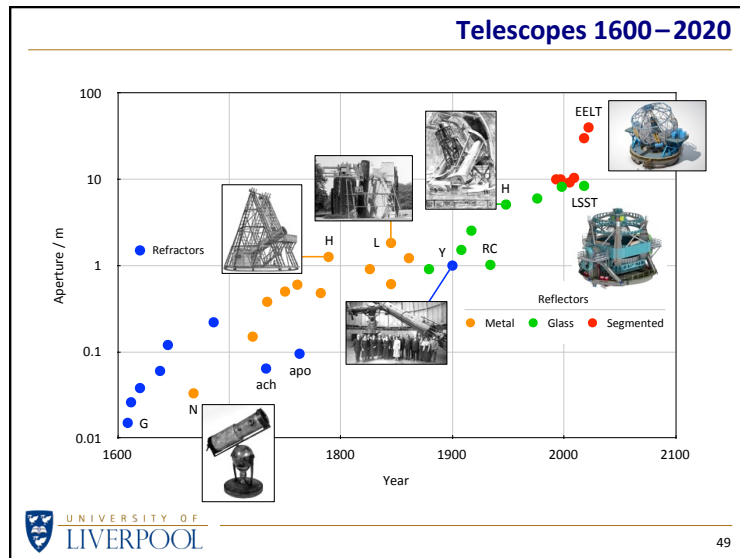 Telescopes 1600–2020
100
10
1
0.1
0.01
Aperture / m
1600
1800
1900
2000
2100
Year
Refractors
G
N
ach
apo
H
L
Y
H
RC
EELT
LSST
Reflectors
Metal
Glass
Segmented
UNIVERSITY OF
LIVERPOOL
49